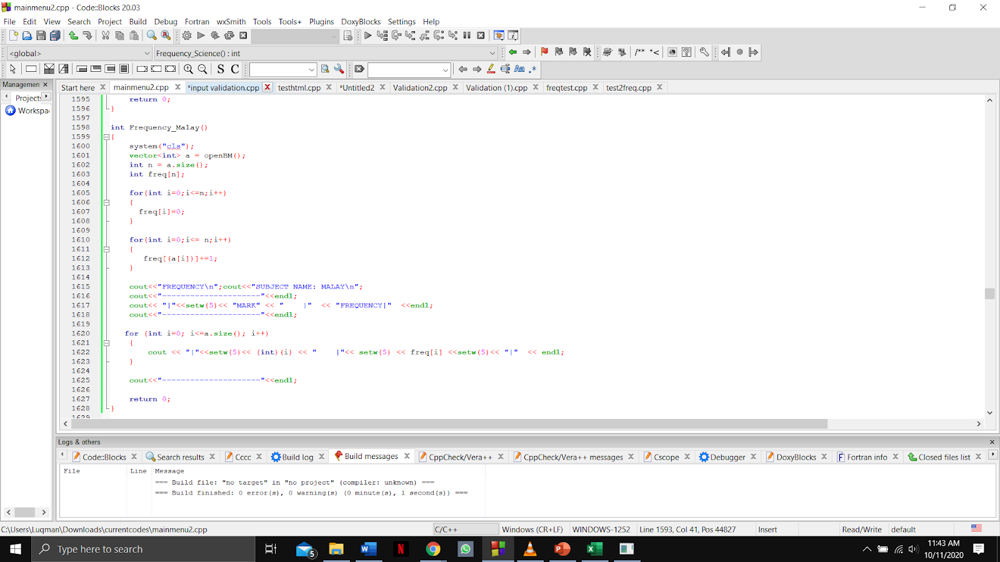 mainmenu2.cpp - Code::Blocks 20.03
File Edit View Search Project Build Debug Fortran wxSmith Tools Tools+ Plugins DoxyBlocks Settings Help
<global> Frequency_Science() : int
/** *<
S C Aa .*
Managemen X Start here X mainmenu2.cpp X *input validation.cpp X testhtml.cpp X *Untitled2 X Validation2.cpp X Validation (1).cpp X freqtest.cpp X test2freq.cpp X
Projects
Workspa
1595 return 0;
1596 }
1597
1598 int Frequency_Malay()
1599 {
1600 system("cls");
1601 vector<int> a = openBM();
1602 int n = a.size();
1603 int freq[n];
1604
1605 for(int i=0;i<=n;i++)
1606 {
1607 freq[i]=0;
1608 }
1609
1610 for(int i=0;i<= n;i++)
1611 {
1612 freq[(a[i])]+=1;
1613 }
1614
1615 cout<<"FREQUENCY\n";cout<<"SUBJECT NAME: MALAY\n";
1616 cout<<"---------------------"<<endl;
1617 cout<< "|"<<setw(5)<< "MARK" << "    |"  << "FREQUENCY|"  <<endl;
1618 cout<<"---------------------"<<endl;
1619
1620 for (int i=0; i<=a.size(); i++)
1621 {
1622 cout << "|"<<setw(5)<< (int)(i) << "    |"<< setw(5) << freq[i] <<setw(5)<< "|"  << endl;
1623 }
1624
1625 cout<<"---------------------"<<endl;
1626
1627 return 0;
1628 }
1629
Logs & others
Code::Blocks X Search results X Cccc X Build log X Build messages X CppCheck/Vera++ X CppCheck/Vera++ messages X Cscope X Debugger X DoxyBlocks X Fortran info X Closed files list X
File Line Message
=== Build file: "no target" in "no project" (compiler: unknown) ===
=== Build finished: 0 error(s), 0 warning(s) (0 minute(s), 1 second(s)) ===
C:\Users\Luqman\Downloads\currentcodes\mainmenu2.cpp C/C++ Windows (CR+LF) WINDOWS-1252 Line 1593, Col 41, Pos 44827 Insert Read/Write default
Type here to search 5 11:43 AM
10/11/2020